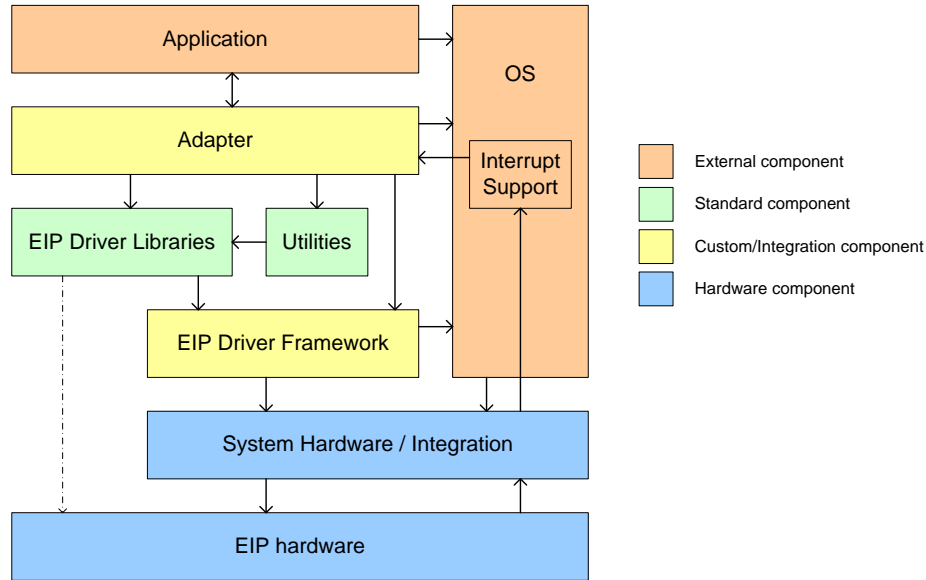 Application
OS
Adapter
Interrupt
Support
EIP Driver Libraries
Utilities
EIP Driver Framework
System Hardware / Integration
EIP hardware
External component
Standard component
Custom/Integration component
Hardware component